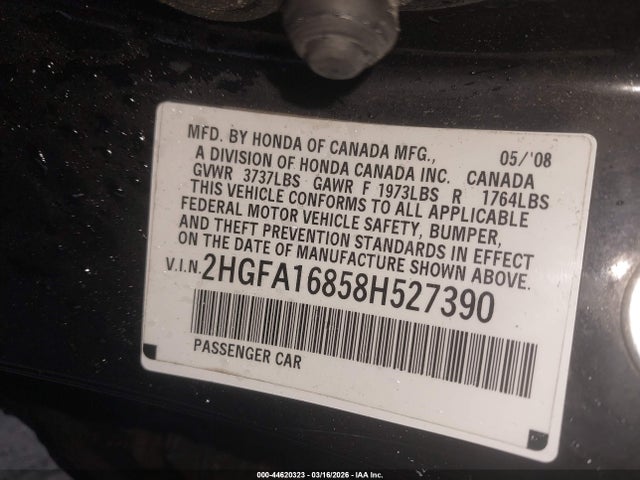 MFD. BY HONDA OF CANADA MFG., 05/'08
A DIVISION OF HONDA CANADA INC. CANADA
GVWR 3737LBS GAWR F 1973LBS R 1764LBS
THIS VEHICLE CONFORMS TO ALL APPLICABLE
FEDERAL MOTOR VEHICLE SAFETY, BUMPER,
AND THEFT PREVENTION STANDARDS IN EFFECT
ON THE DATE OF MANUFACTURE SHOWN ABOVE.
V.I.N. 2HGFA16858H527390
PASSENGER CAR
000-44620323 | 03/16/2026 | IAA Inc.